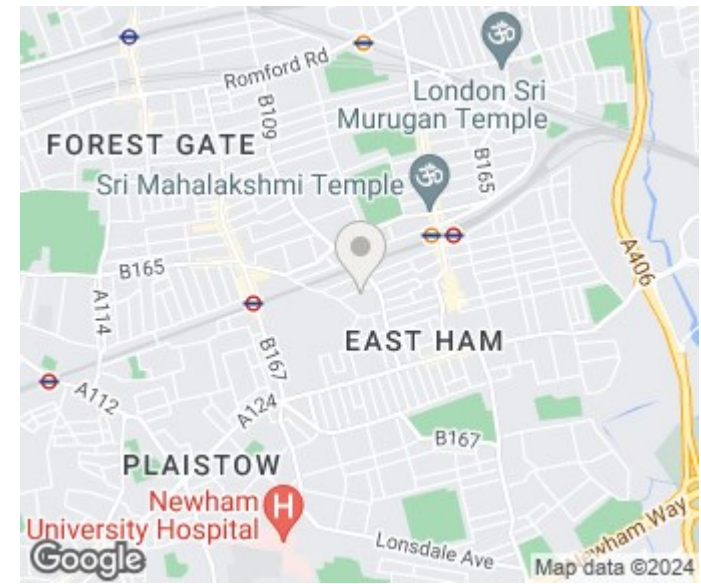 Romford Rd
B109
London Sri
Murugan Temple
FOREST GATE
Sri Mahalakshmi Temple
B165
B165
A406
A114
EAST HAM
B167
A112
A124
B167
PLAISTOW
Newham
University Hospital
H
Lonsdale Ave
Newham Way
Google
Map data ©2024